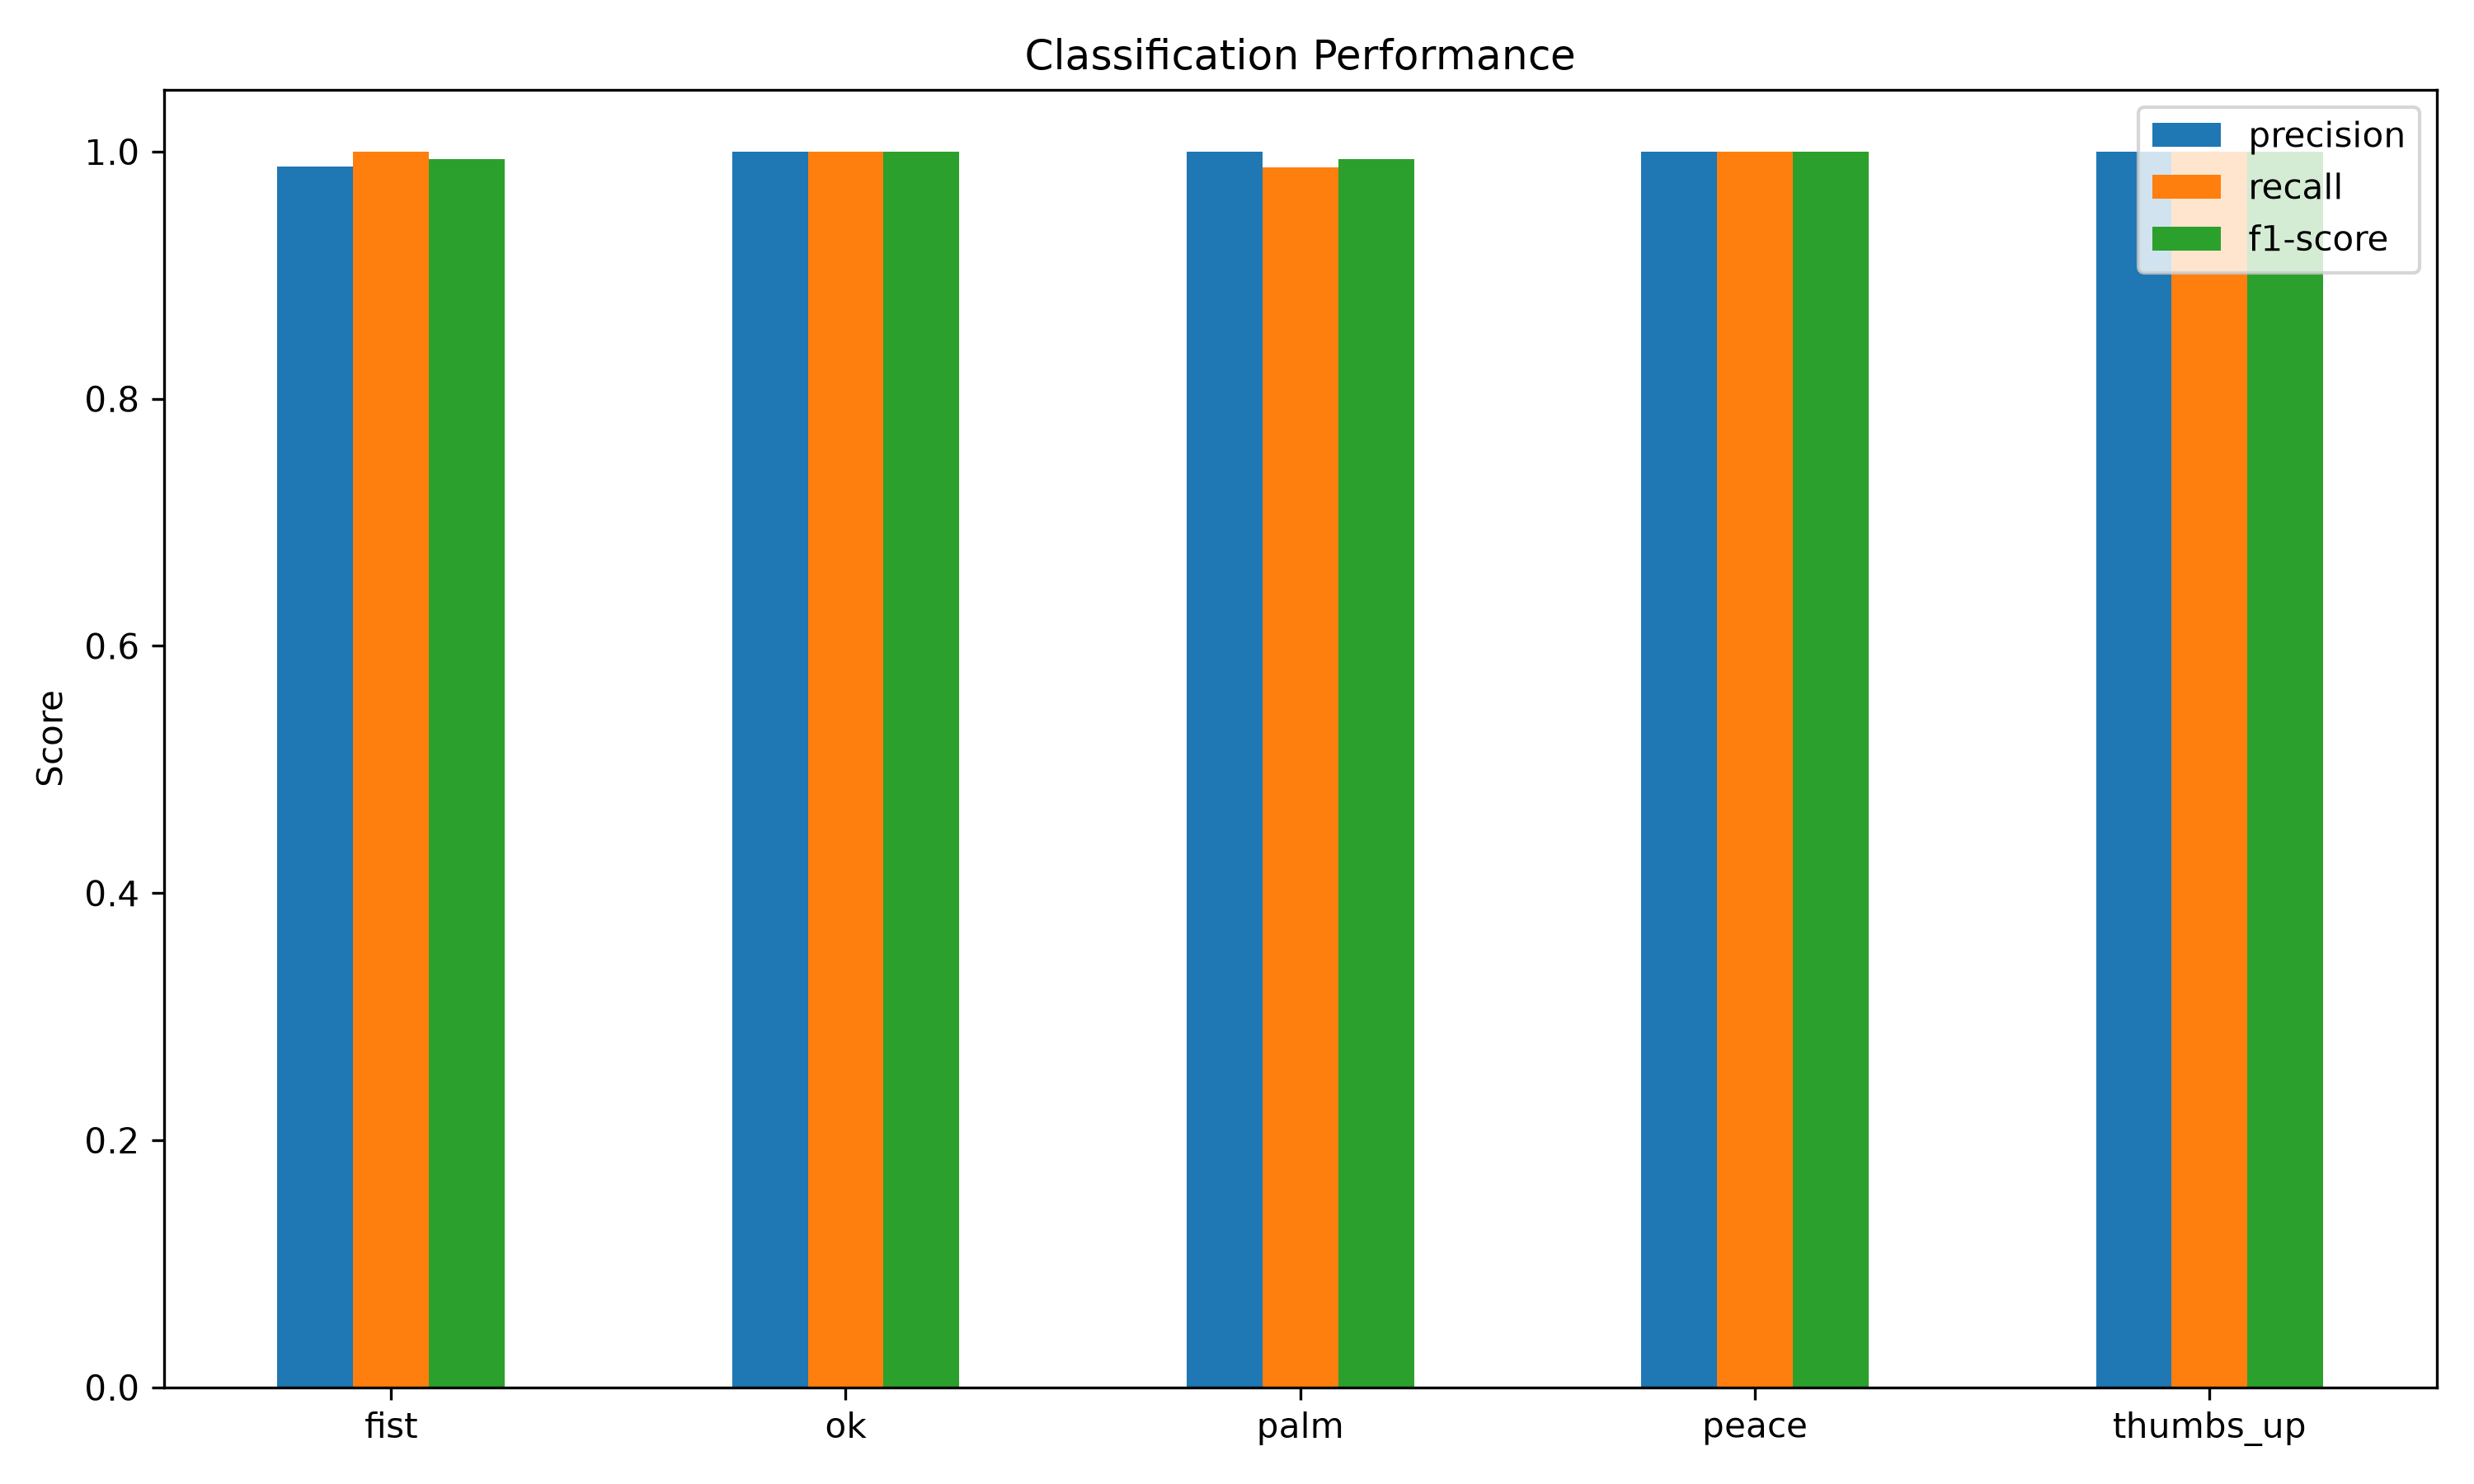 Classification Performance
precision
recall
f1-score
1.0
0.8
0.6
0.4
0.2
0.0
Score
fist
ok
palm
peace
thumbs_up